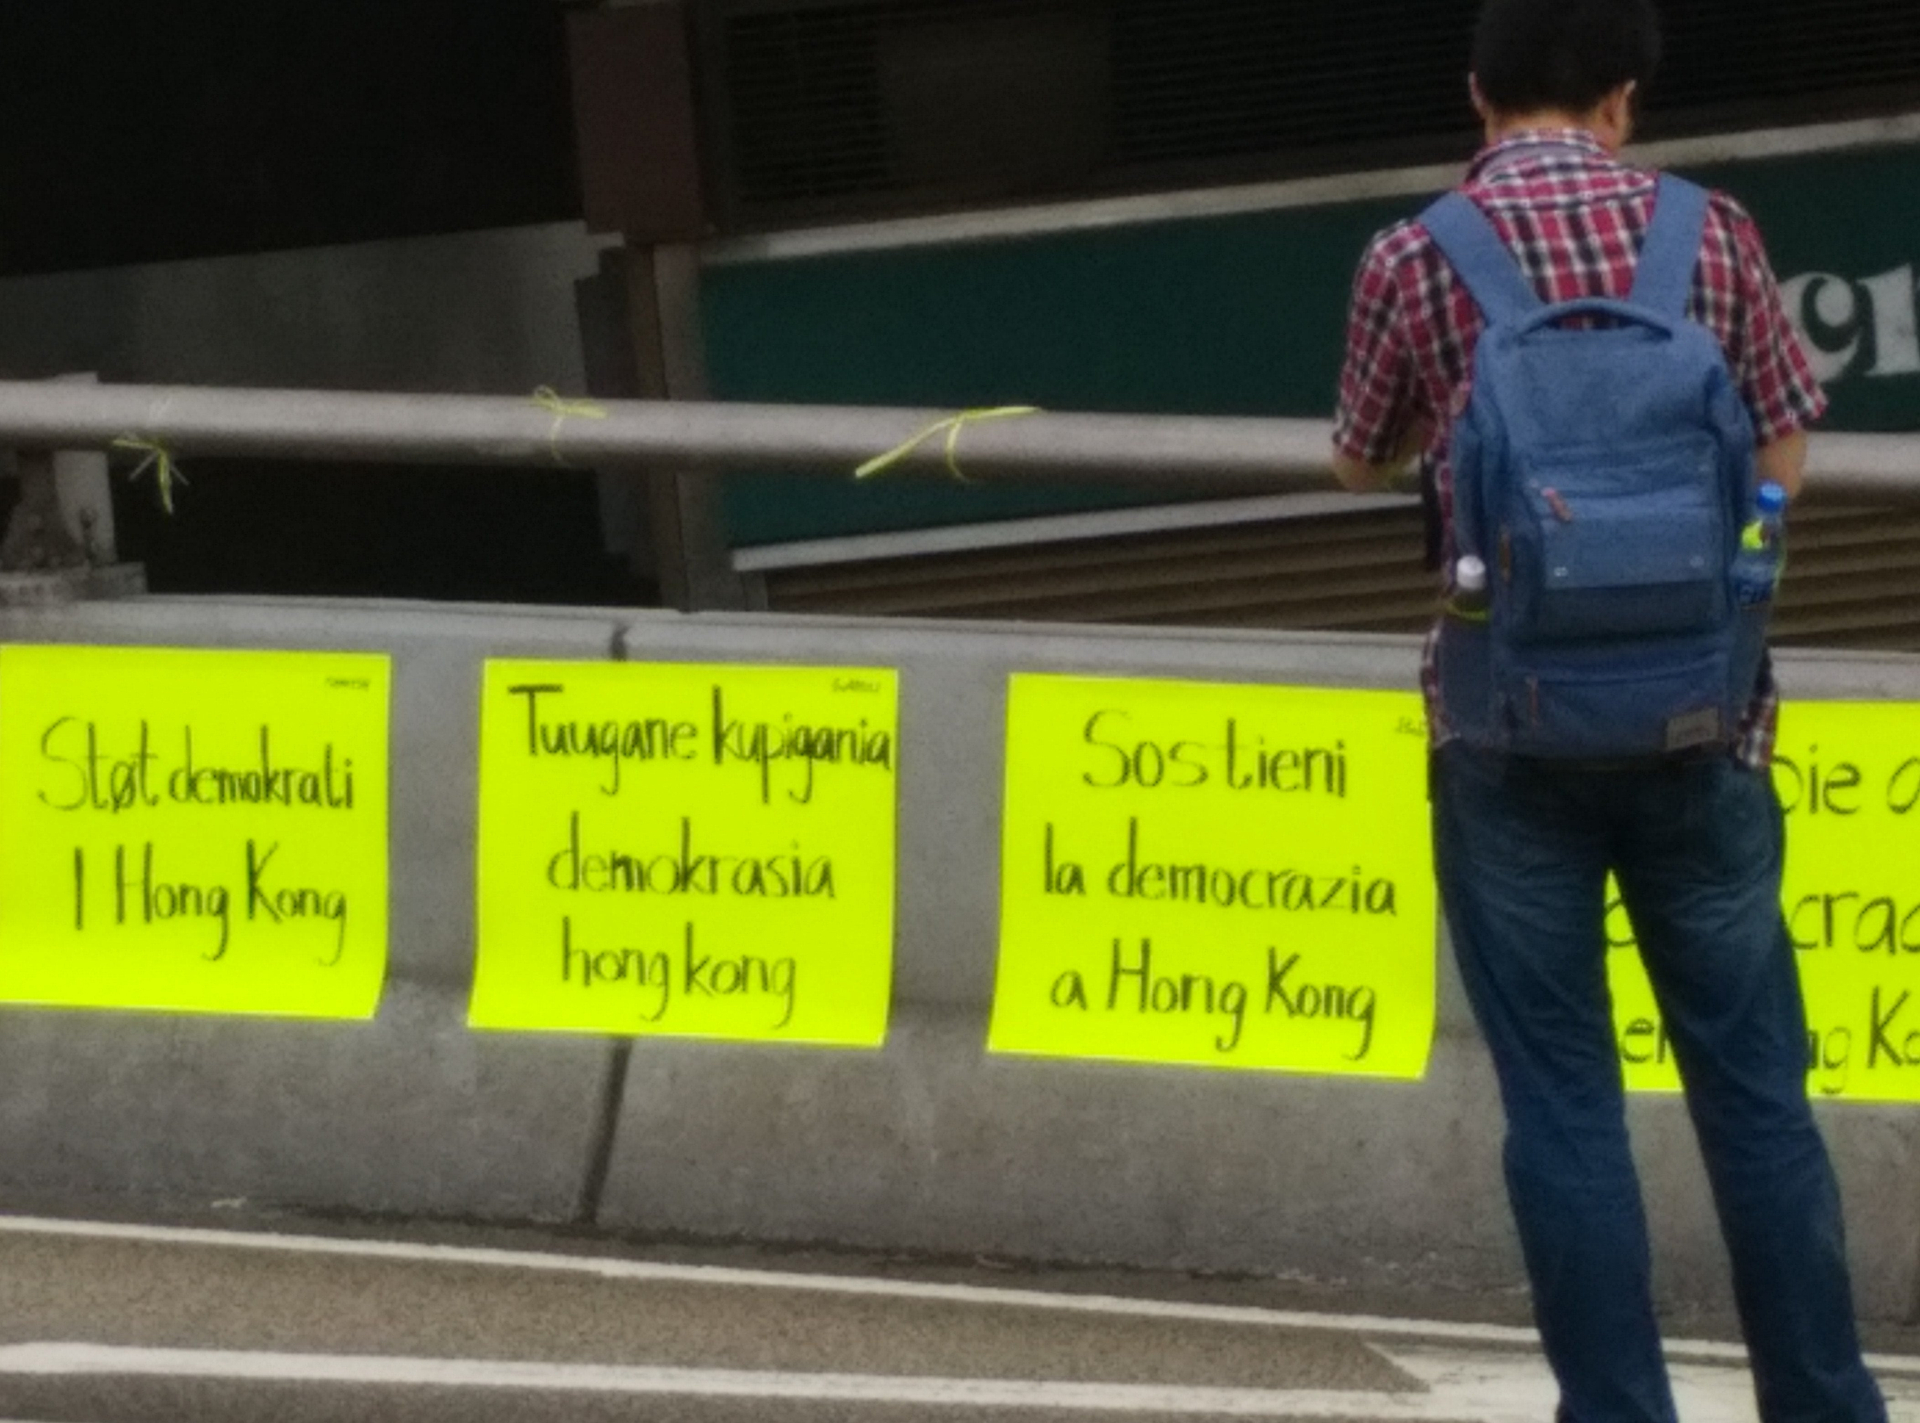 Støt demokrati
I Hong Kong
Tuugane kupigania
demokrasia
hong kong
Sostieni
la democrazia
a Hong Kong